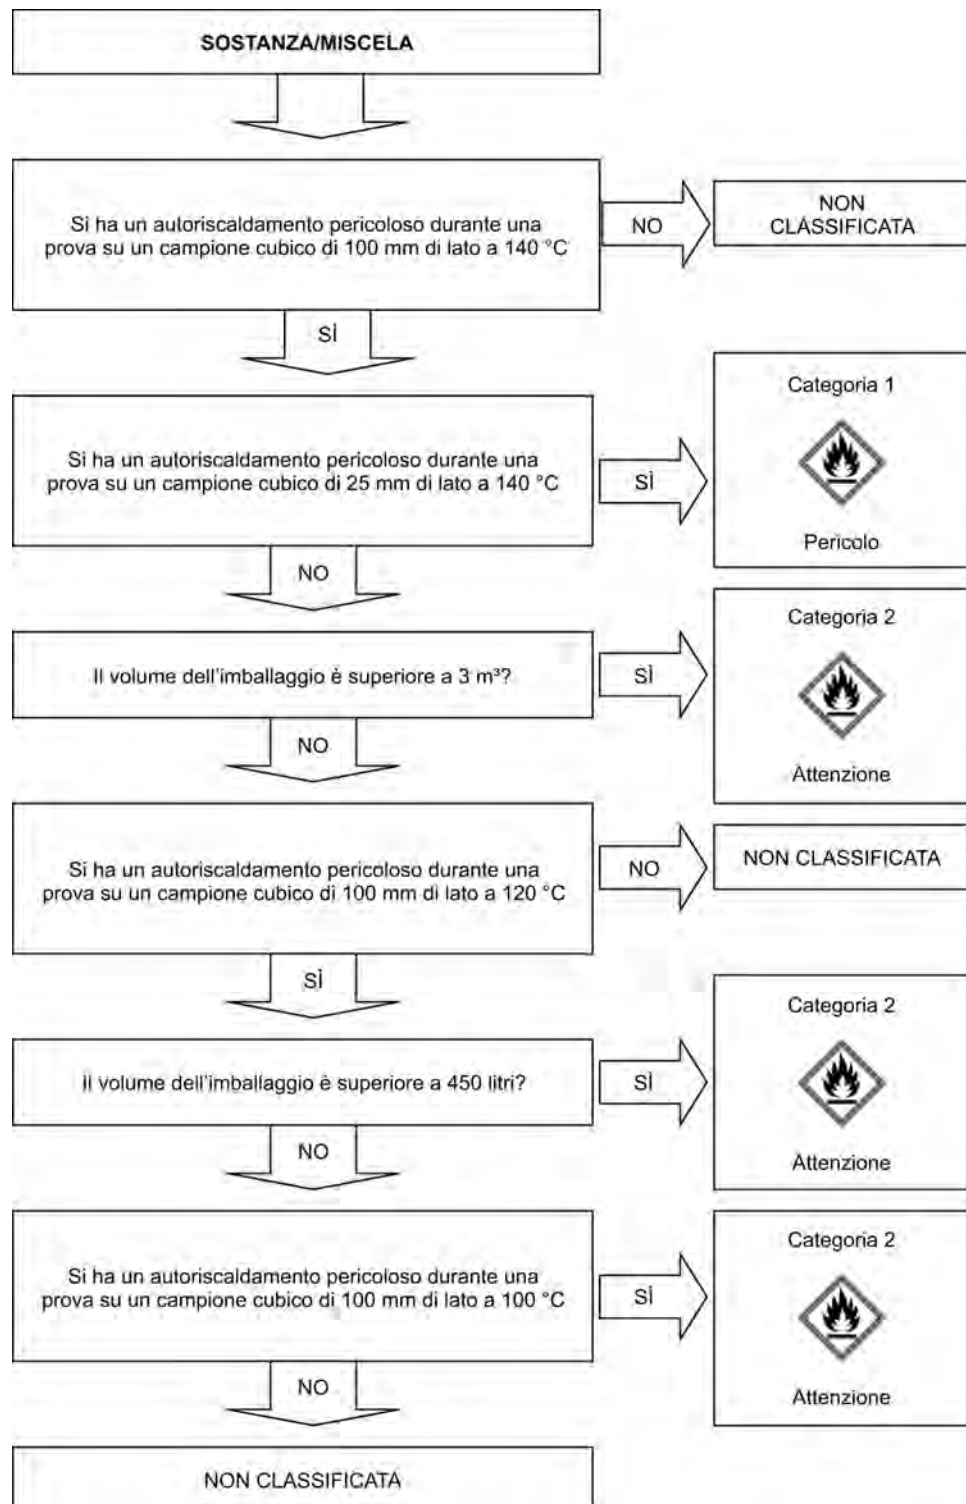 SOSTANZA/MISCELA
Si ha un autoriscaldamento pericoloso durante una
prova su un campione cubico di 100 mm di lato a 140 °C
NO
NON
CLASSIFICATA
SÌ
Si ha un autoriscaldamento pericoloso durante una
prova su un campione cubico di 25 mm di lato a 140 °C
SÌ
Categoria 1
Pericolo
NO
Il volume dell'imballaggio è superiore a 3 m³?
SÌ
Categoria 2
Attenzione
NO
Si ha un autoriscaldamento pericoloso durante una
prova su un campione cubico di 100 mm di lato a 120 °C
NO
NON CLASSIFICATA
SÌ
Il volume dell'imballaggio è superiore a 450 litri?
SÌ
Categoria 2
Attenzione
NO
Si ha un autoriscaldamento pericoloso durante una
prova su un campione cubico di 100 mm di lato a 100 °C
SÌ
Categoria 2
Attenzione
NO
NON CLASSIFICATA